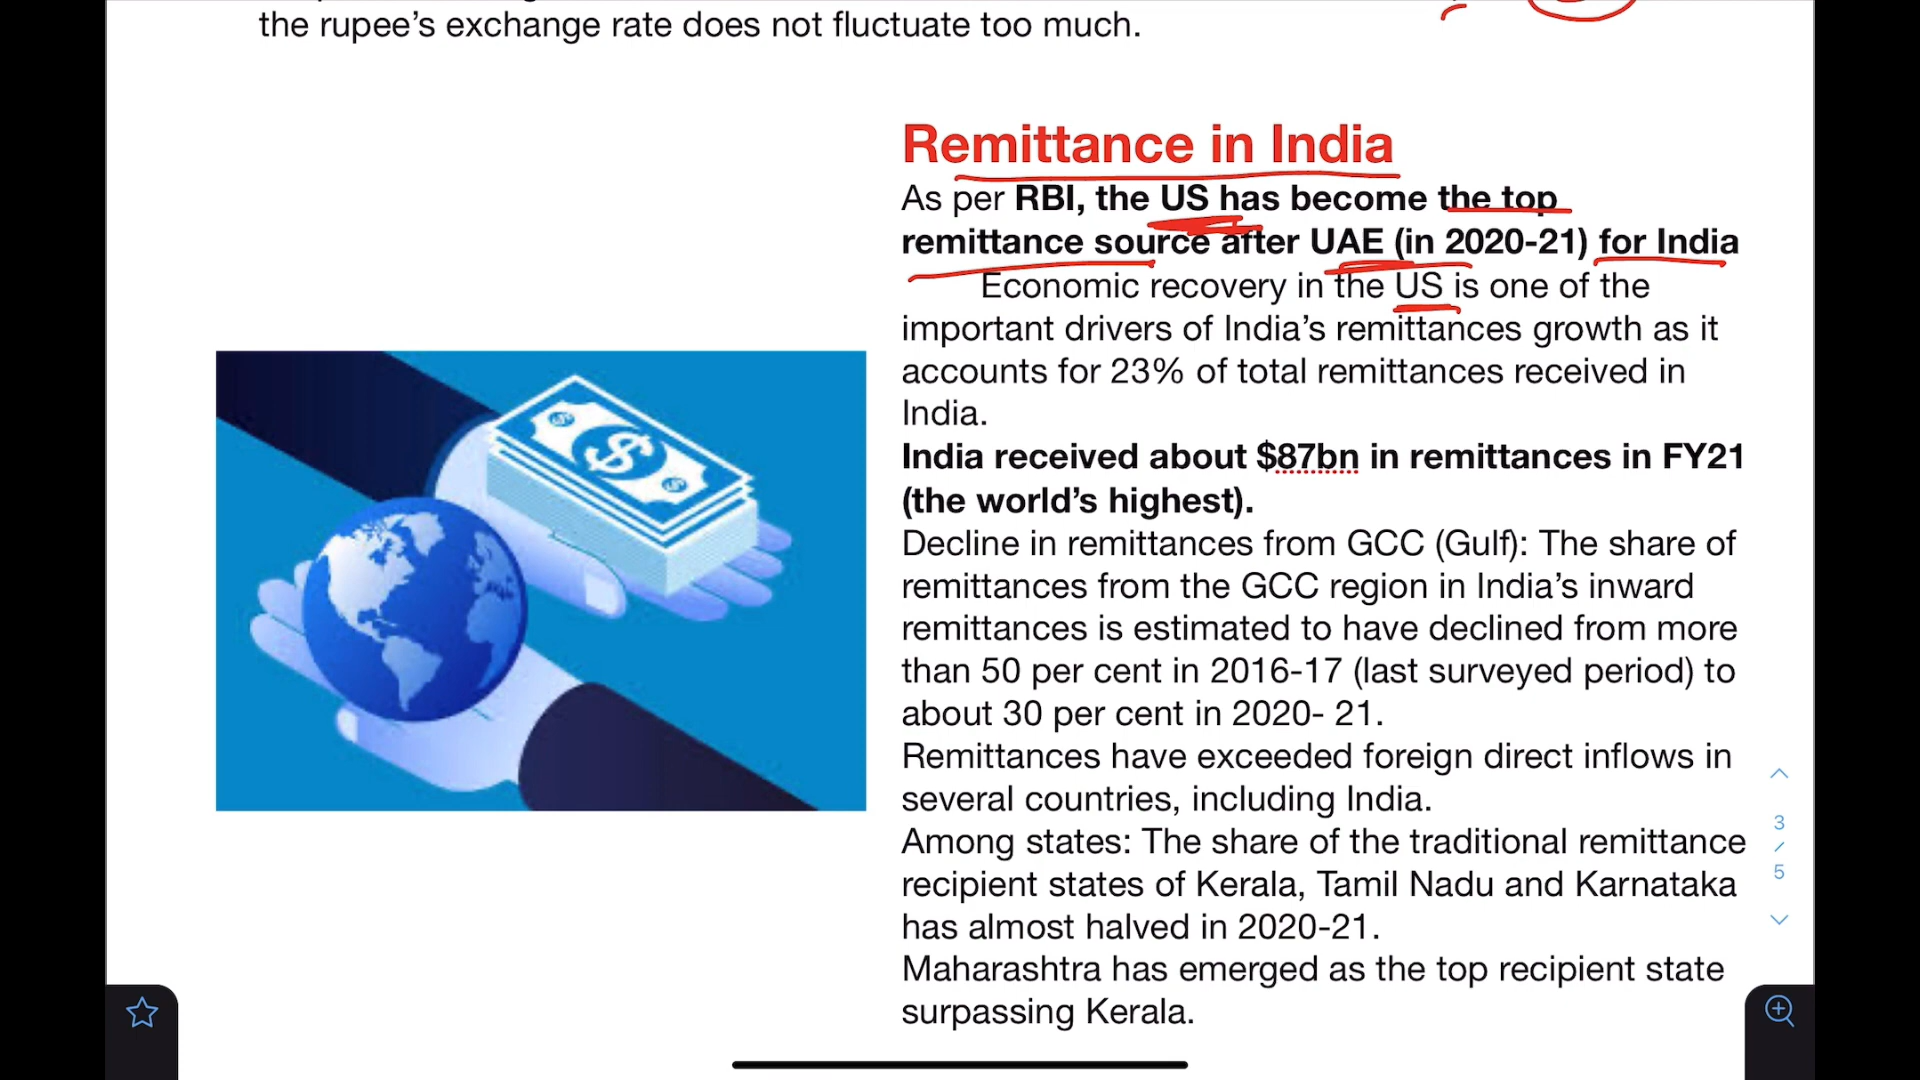 the rupee’s exchange rate does not fluctuate too much.
Remittance in India
As per RBI, the US has become the top
remittance source after UAE (in 2020-21) for India
Economic recovery in the US is one of the
important drivers of India’s remittances growth as it
accounts for 23% of total remittances received in
India.
India received about $87bn in remittances in FY21
(the world’s highest).
Decline in remittances from GCC (Gulf): The share of
remittances from the GCC region in India’s inward
remittances is estimated to have declined from more
than 50 per cent in 2016-17 (last surveyed period) to
about 30 per cent in 2020- 21.
Remittances have exceeded foreign direct inflows in
several countries, including India.
Among states: The share of the traditional remittance
recipient states of Kerala, Tamil Nadu and Karnataka
has almost halved in 2020-21.
Maharashtra has emerged as the top recipient state
surpassing Kerala.
3
/
5